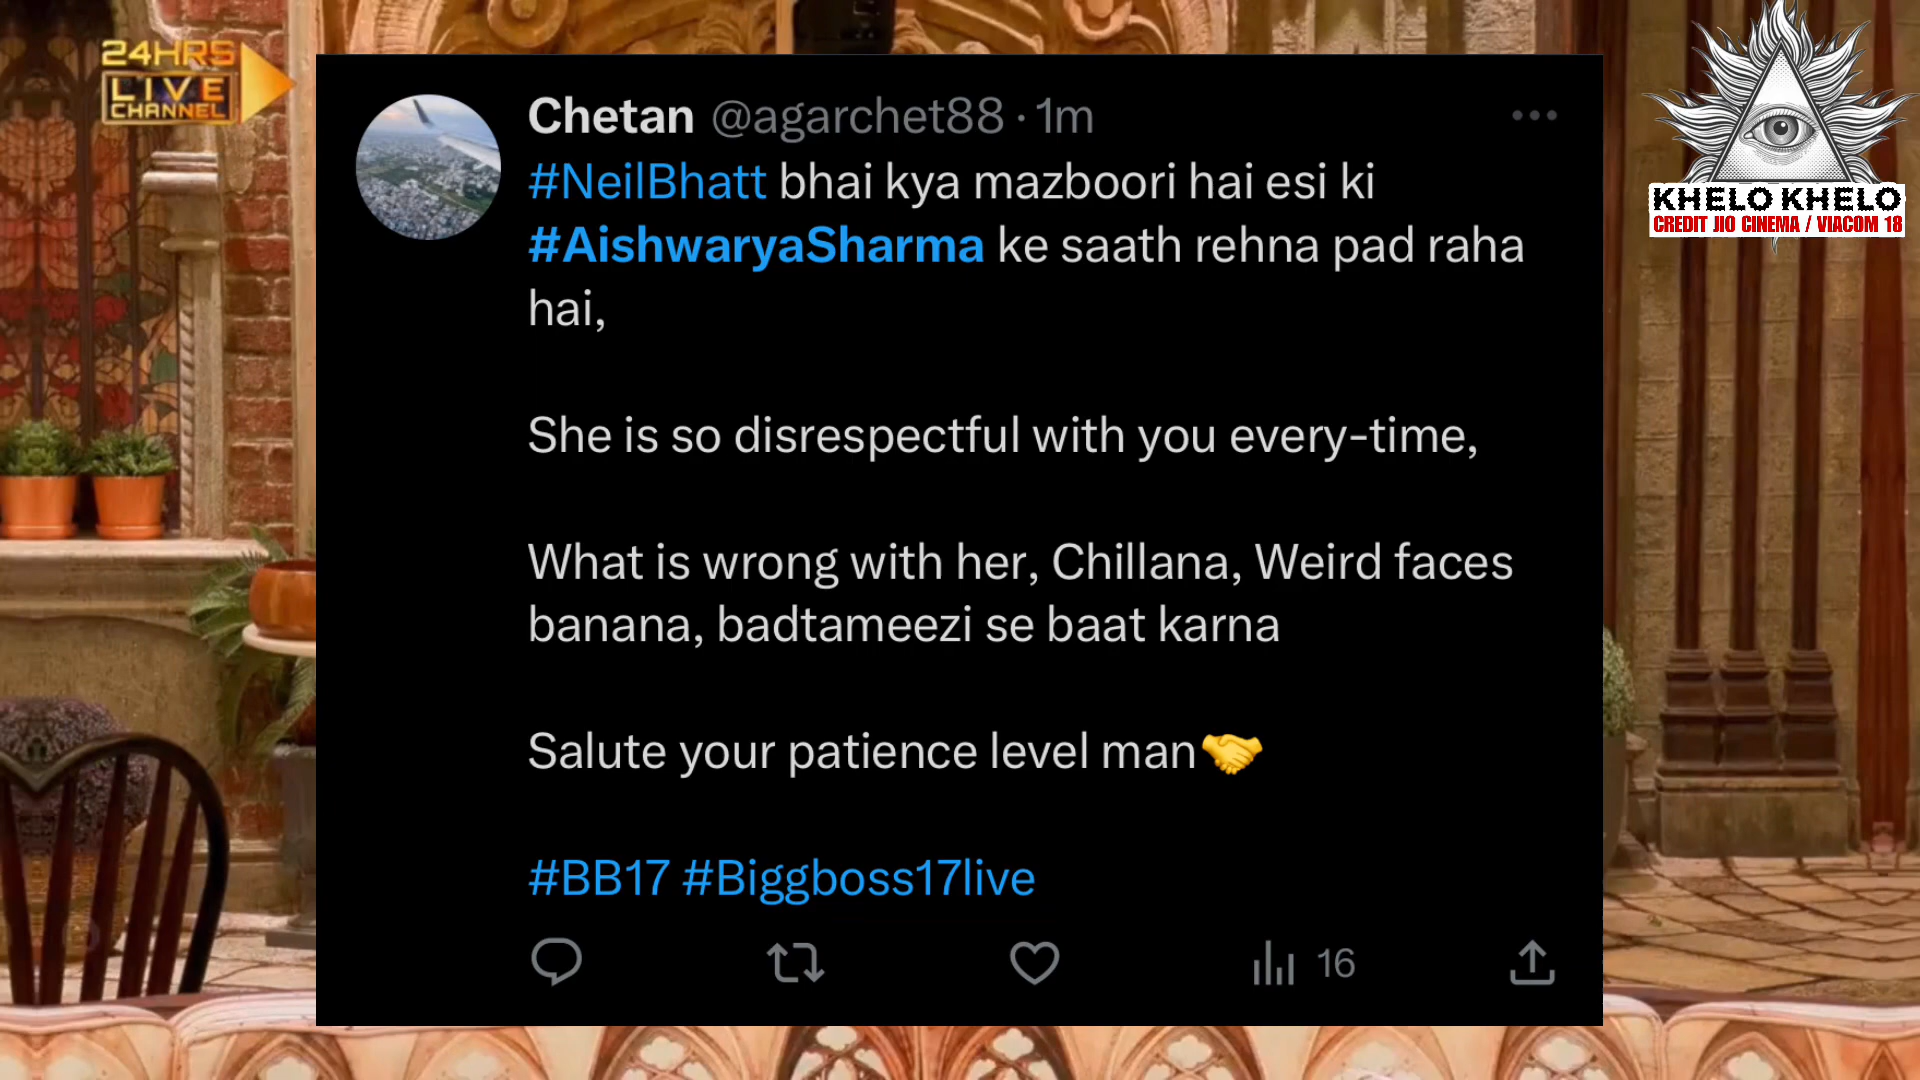 24HRS
LIVE
CHANNEL
Chetan @agarchet88 · 1m
#NeilBhatt bhai kya mazboori hai esi ki
#AishwaryaSharma ke saath rehna pad raha
hai,
She is so disrespectful with you every-time,
What is wrong with her, Chillana, Weird faces
banana, badtameezi se baat karna
Salute your patience level man🤝
#BB17 #Biggboss17live
16
KHELO KHELO
CREDIT JIO CINEMA / VIACOM 18